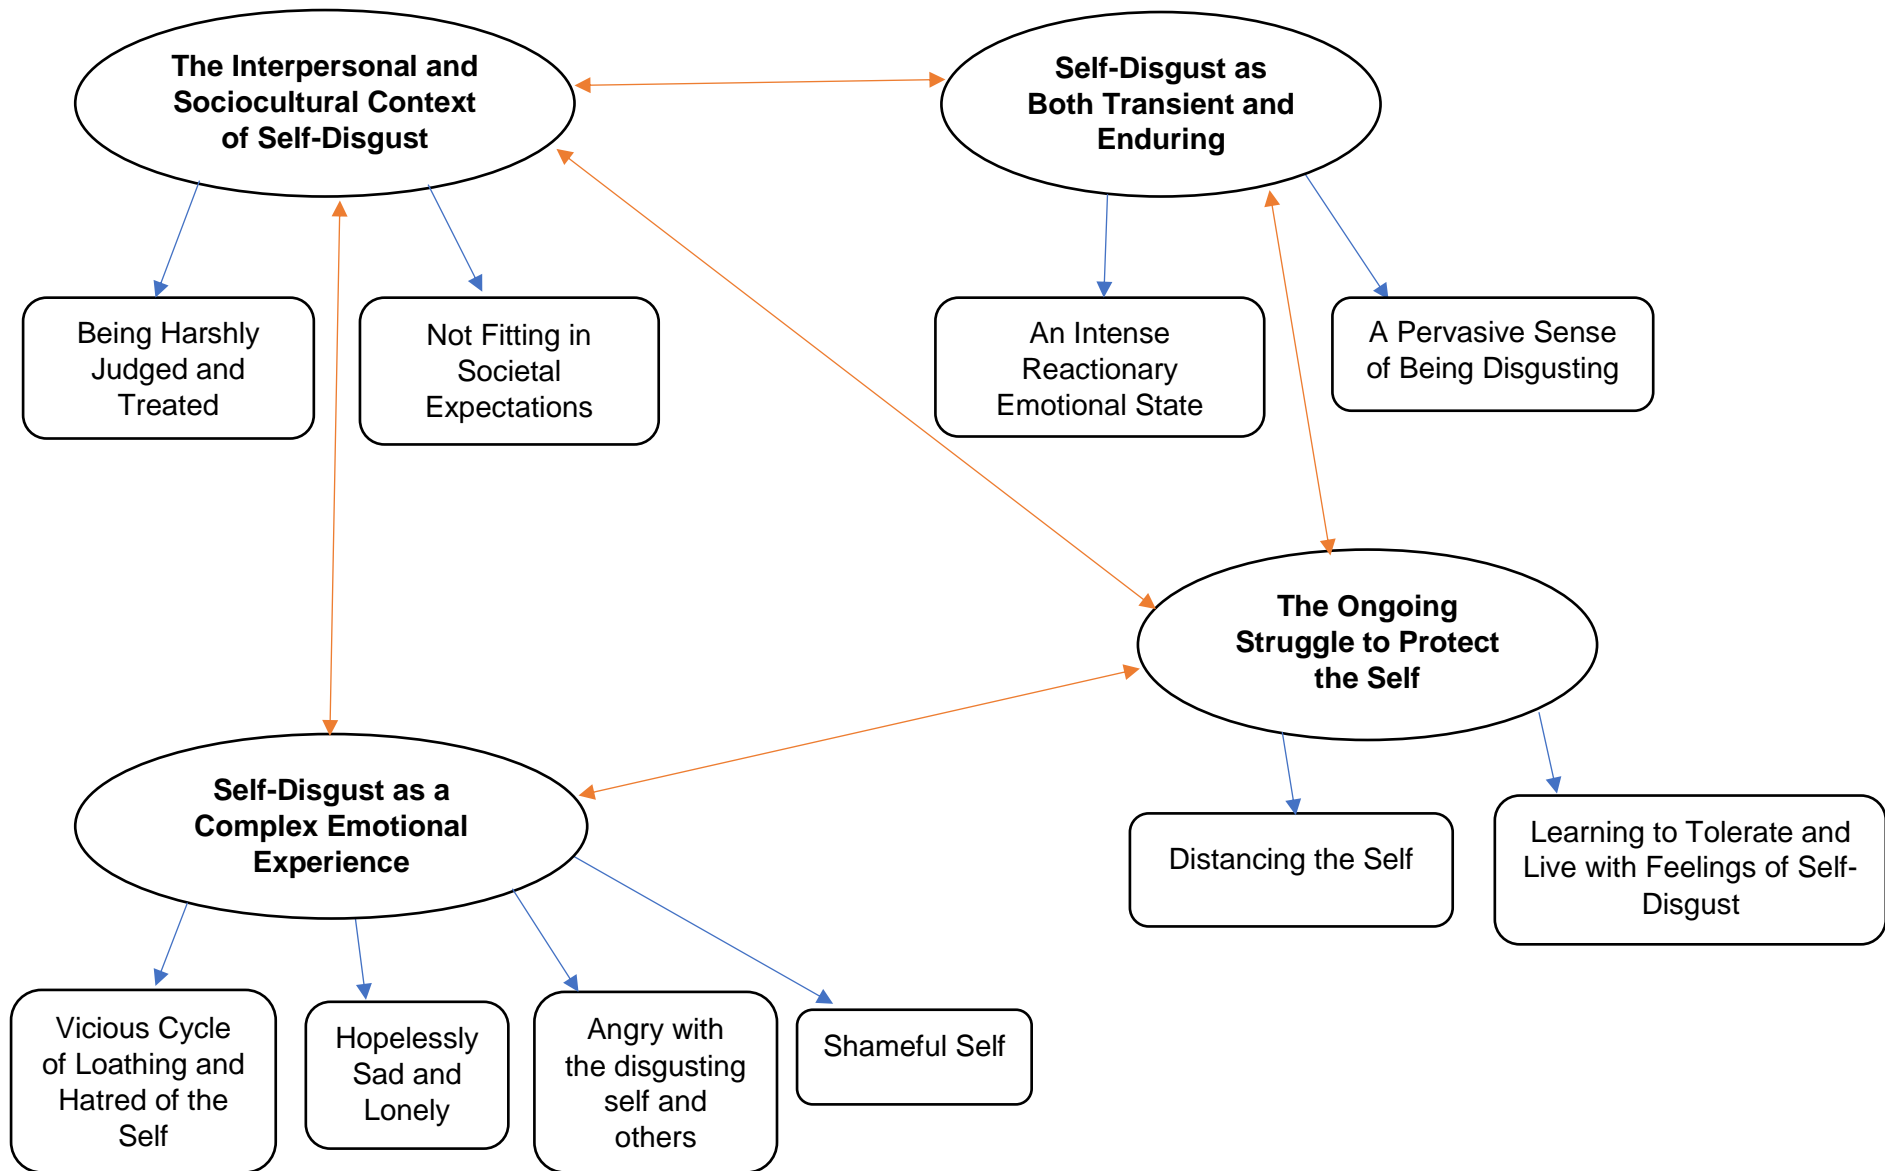 The Interpersonal and
Sociocultural Context
of Self-Disgust
Self-Disgust as
Both Transient and
Enduring
Being Harshly
Judged and
Treated
Not Fitting in
Societal
Expectations
An Intense
Reactionary
Emotional State
A Pervasive Sense
of Being Disgusting
The Ongoing
Struggle to Protect
the Self
Self-Disgust as a
Complex Emotional
Experience
Distancing the Self
Learning to Tolerate and
Live with Feelings of Self-
Disgust
Vicious Cycle
of Loathing and
Hatred of the
Self
Hopelessly
Sad and
Lonely
Angry with
the disgusting
self and
others
Shameful Self